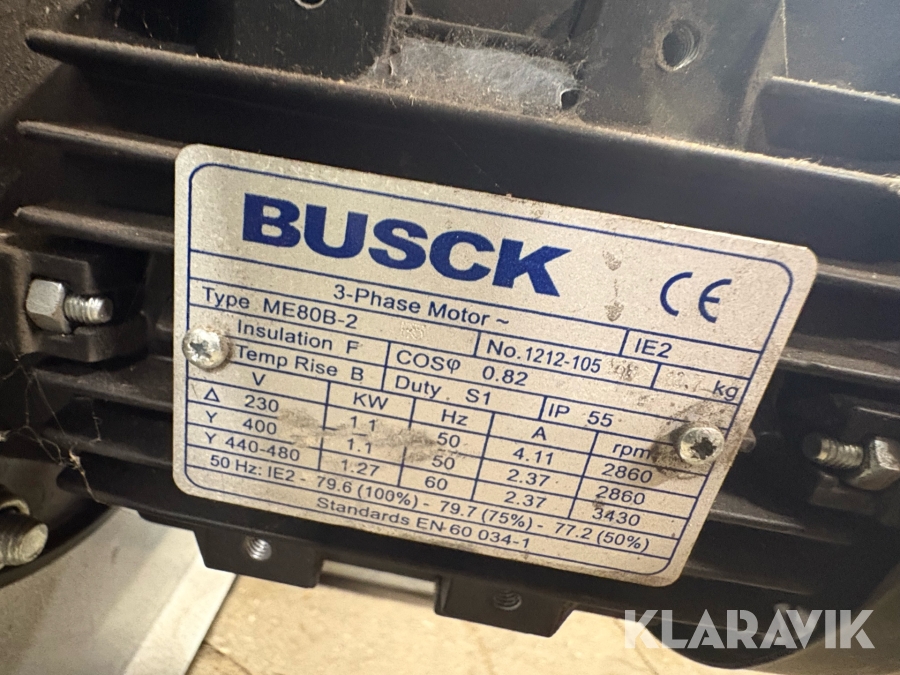 BUSCK
3-Phase Motor ~
CE
Type ME80B-2 No. 1212-105 IE2
Insulation F COSφ 0.82 kg
Temp Rise B Duty. S1 IP 55
V KW Hz A rpm
Δ 230 1.1 50 4.11 2860
Y 400 1.1 50 2.37 2860
Y 440-480 1.27 60 2.37 3430
50 Hz: IE2 - 79.6 (100%) - 79.7 (75%) - 77.2 (50%)
Standards EN 60 034-1
KLARAVIK